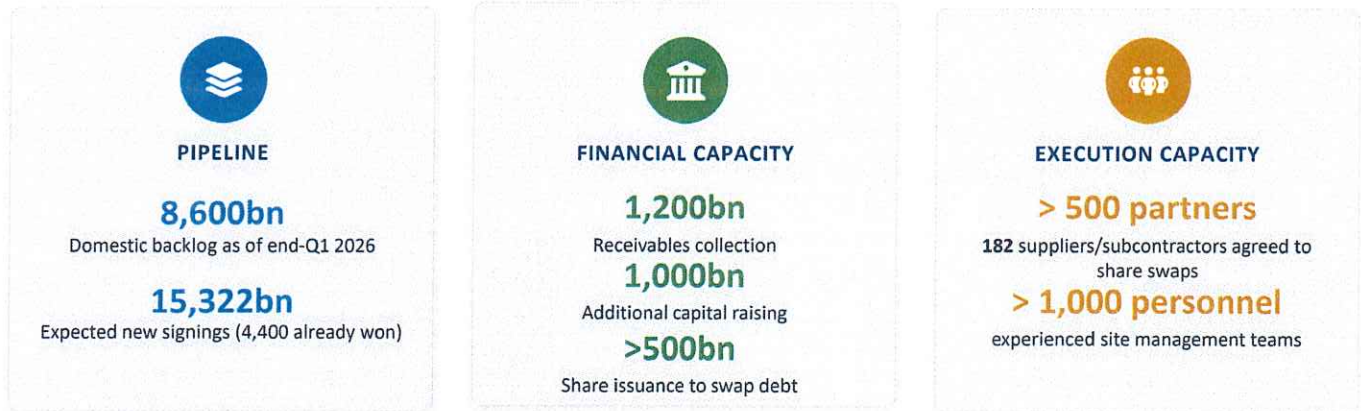 PIPELINE
8,600bn
Domestic backlog as of end-Q1 2026
15,322bn
Expected new signings (4,400 already won)
FINANCIAL CAPACITY
1,200bn
Receivables collection
1,000bn
Additional capital raising
>500bn
Share issuance to swap debt
EXECUTION CAPACITY
> 500 partners
182 suppliers/subcontractors agreed to
share swaps
> 1,000 personnel
experienced site management teams